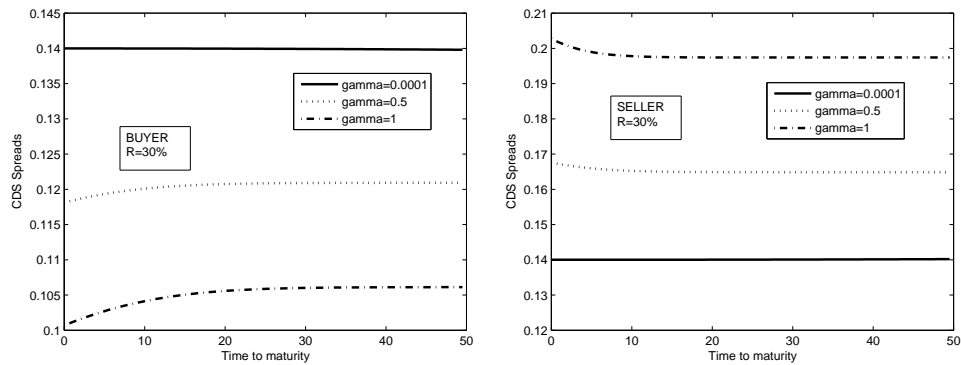 0.145
0.14
0.135
0.13
0.125
0.12
0.115
0.11
0.105
0.1
CDS Spreads
gamma=0.0001
gamma=0.5
gamma=1
BUYER
R=30%
0 10 20 30 40 50
Time to maturity
0.21
0.2
0.19
0.18
0.17
0.16
0.15
0.14
0.13
0.12
CDS Spreads
SELLER
R=30%
gamma=0.0001
gamma=0.5
gamma=1
0 10 20 30 40 50
Time to maturity